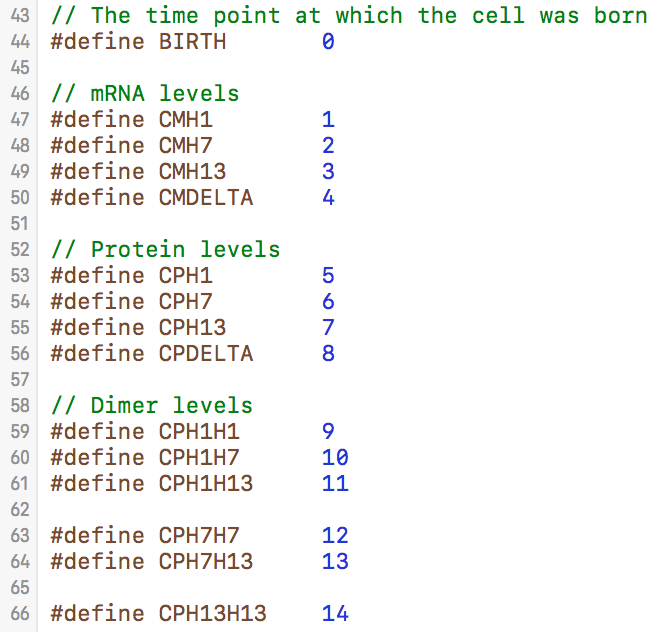 43 // The time point at which the cell was born
44 #define BIRTH 0
45
46 // mRNA levels
47 #define CMH1 1
48 #define CMH7 2
49 #define CMH13 3
50 #define CMDELTA 4
51
52 // Protein levels
53 #define CPH1 5
54 #define CPH7 6
55 #define CPH13 7
56 #define CPDELTA 8
57
58 // Dimer levels
59 #define CPH1H1 9
60 #define CPH1H7 10
61 #define CPH1H13 11
62
63 #define CPH7H7 12
64 #define CPH7H13 13
65
66 #define CPH13H13 14